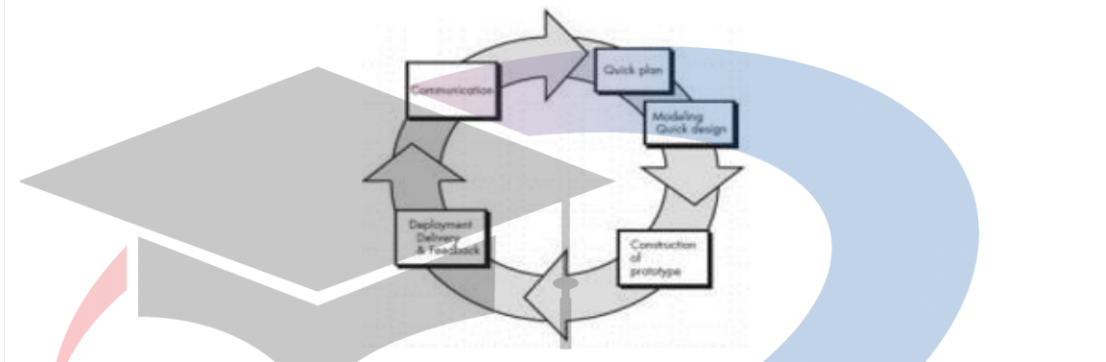 Communication
Quick plan
Modeling
Quick design
Construction
of
prototype
Deployment
Delivery
& Feedback